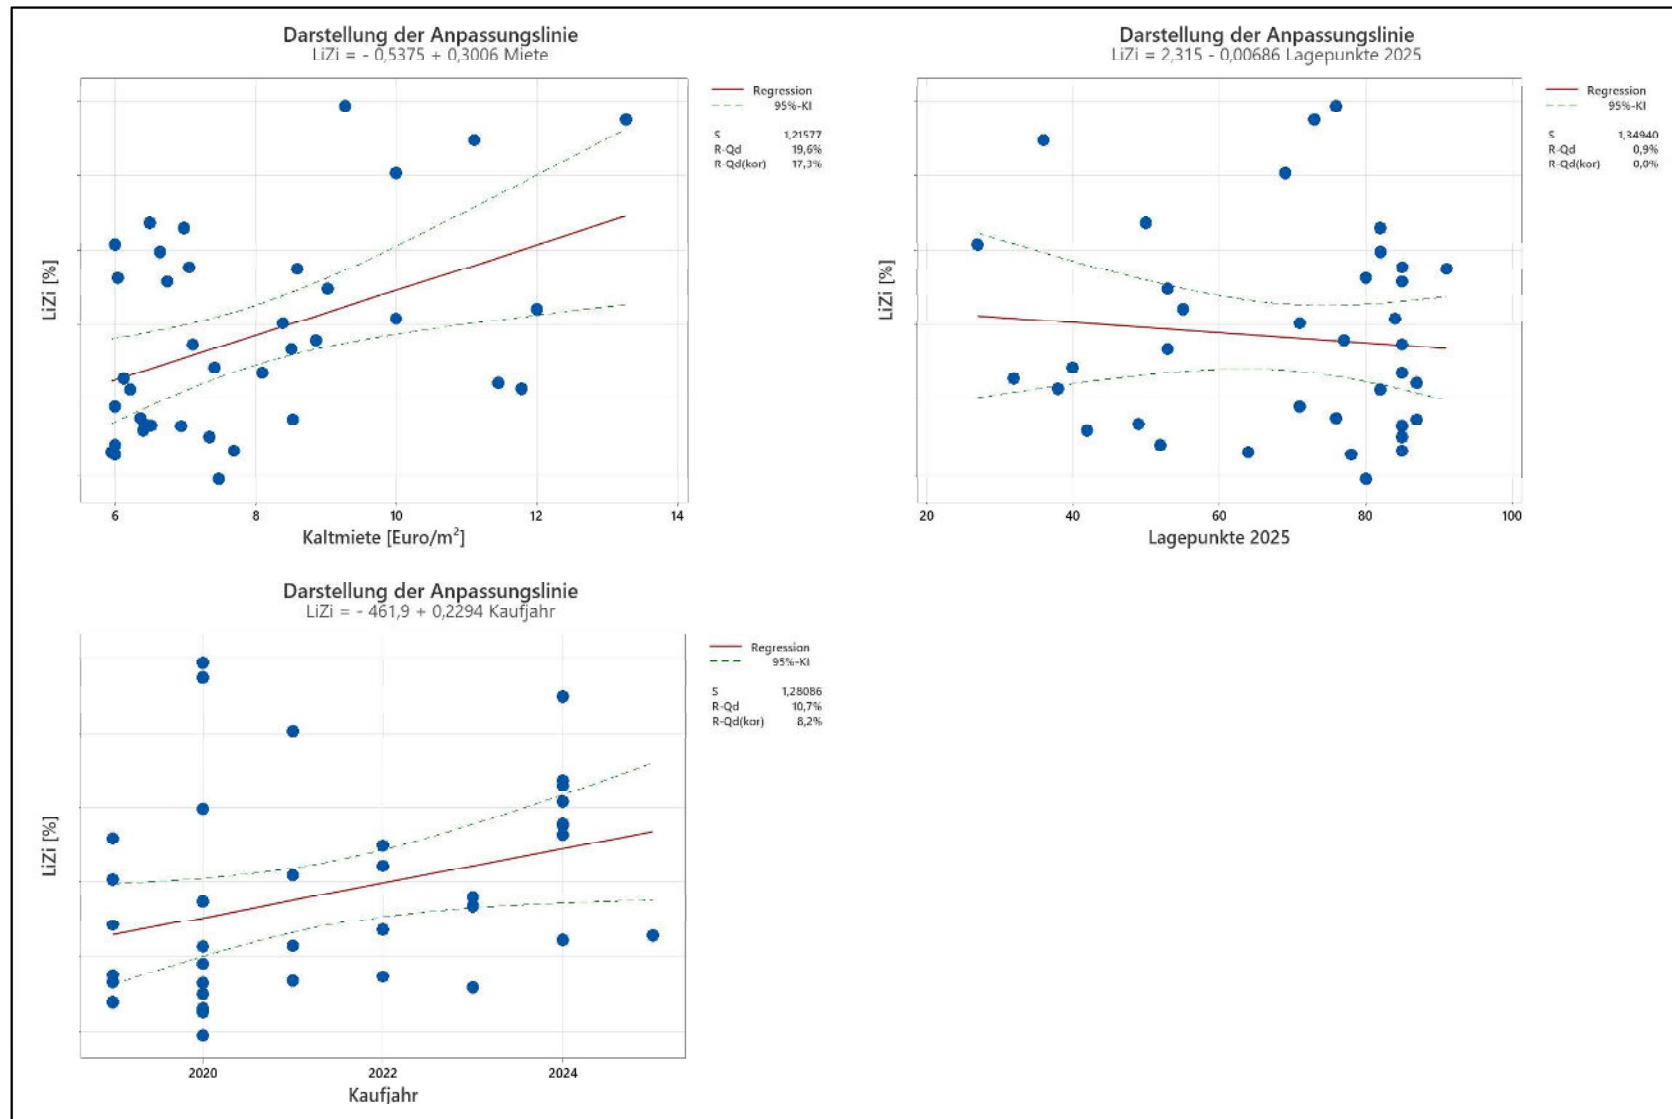 Darstellung der Anpassungslinie
LiZi = - 0,5375 + 0,3006 Miete
Regression
95%-KI
S 1,21577
R-Qd 19,6%
R-Qd(kor) 17,3%
LiZi [%]
6 8 10 12 14
Kaltmiete [Euro/m²]
Darstellung der Anpassungslinie
LiZi = 2,315 - 0,00686 Lagepunkte 2025
Regression
95%-KI
S 1,34940
R-Qd 0,9%
R-Qd(kor) 0,0%
LiZi [%]
20 40 60 80 100
Lagepunkte 2025
Darstellung der Anpassungslinie
LiZi = - 461,9 + 0,2294 Kaufjahr
Regression
95%-KI
S 1,28086
R-Qd 10,7%
R-Qd(kor) 8,2%
LiZi [%]
2020 2022 2024
Kaufjahr